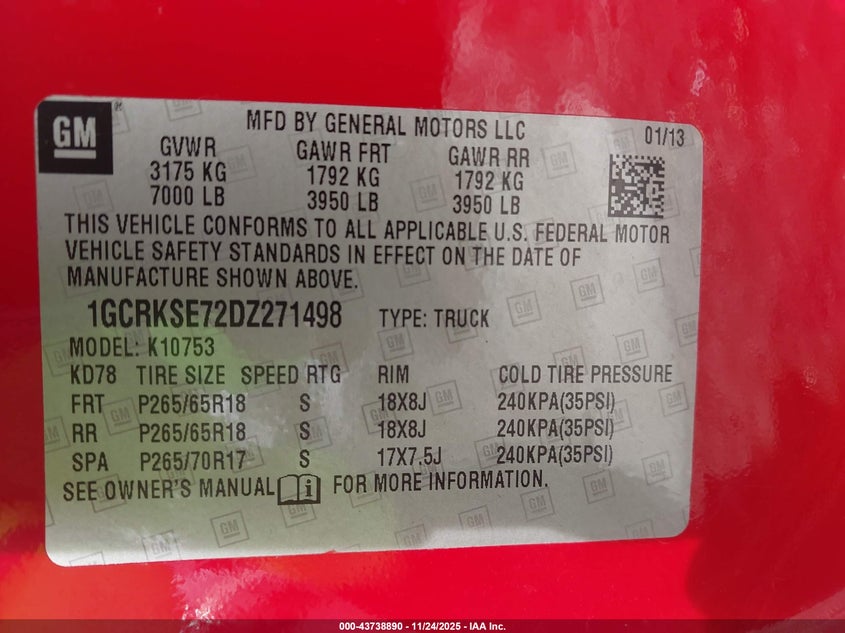 GM
MFD BY GENERAL MOTORS LLC 01/13
GVWR GAWR FRT GAWR RR
3175 KG 1792 KG 1792 KG
7000 LB 3950 LB 3950 LB
THIS VEHICLE CONFORMS TO ALL APPLICABLE U.S. FEDERAL MOTOR
VEHICLE SAFETY STANDARDS IN EFFECT ON THE DATE OF
MANUFACTURE SHOWN ABOVE.
1GCRKSE72DZ271498 TYPE: TRUCK
MODEL: K10753
KD78 TIRE SIZE SPEED RTG RIM COLD TIRE PRESSURE
FRT P265/65R18 S 18X8J 240KPA(35PSI)
RR P265/65R18 S 18X8J 240KPA(35PSI)
SPA P265/70R17 S 17X7.5J 240KPA(35PSI)
SEE OWNER'S MANUAL FOR MORE INFORMATION.
000-43738890 - 11/24/2025 - IAA Inc.